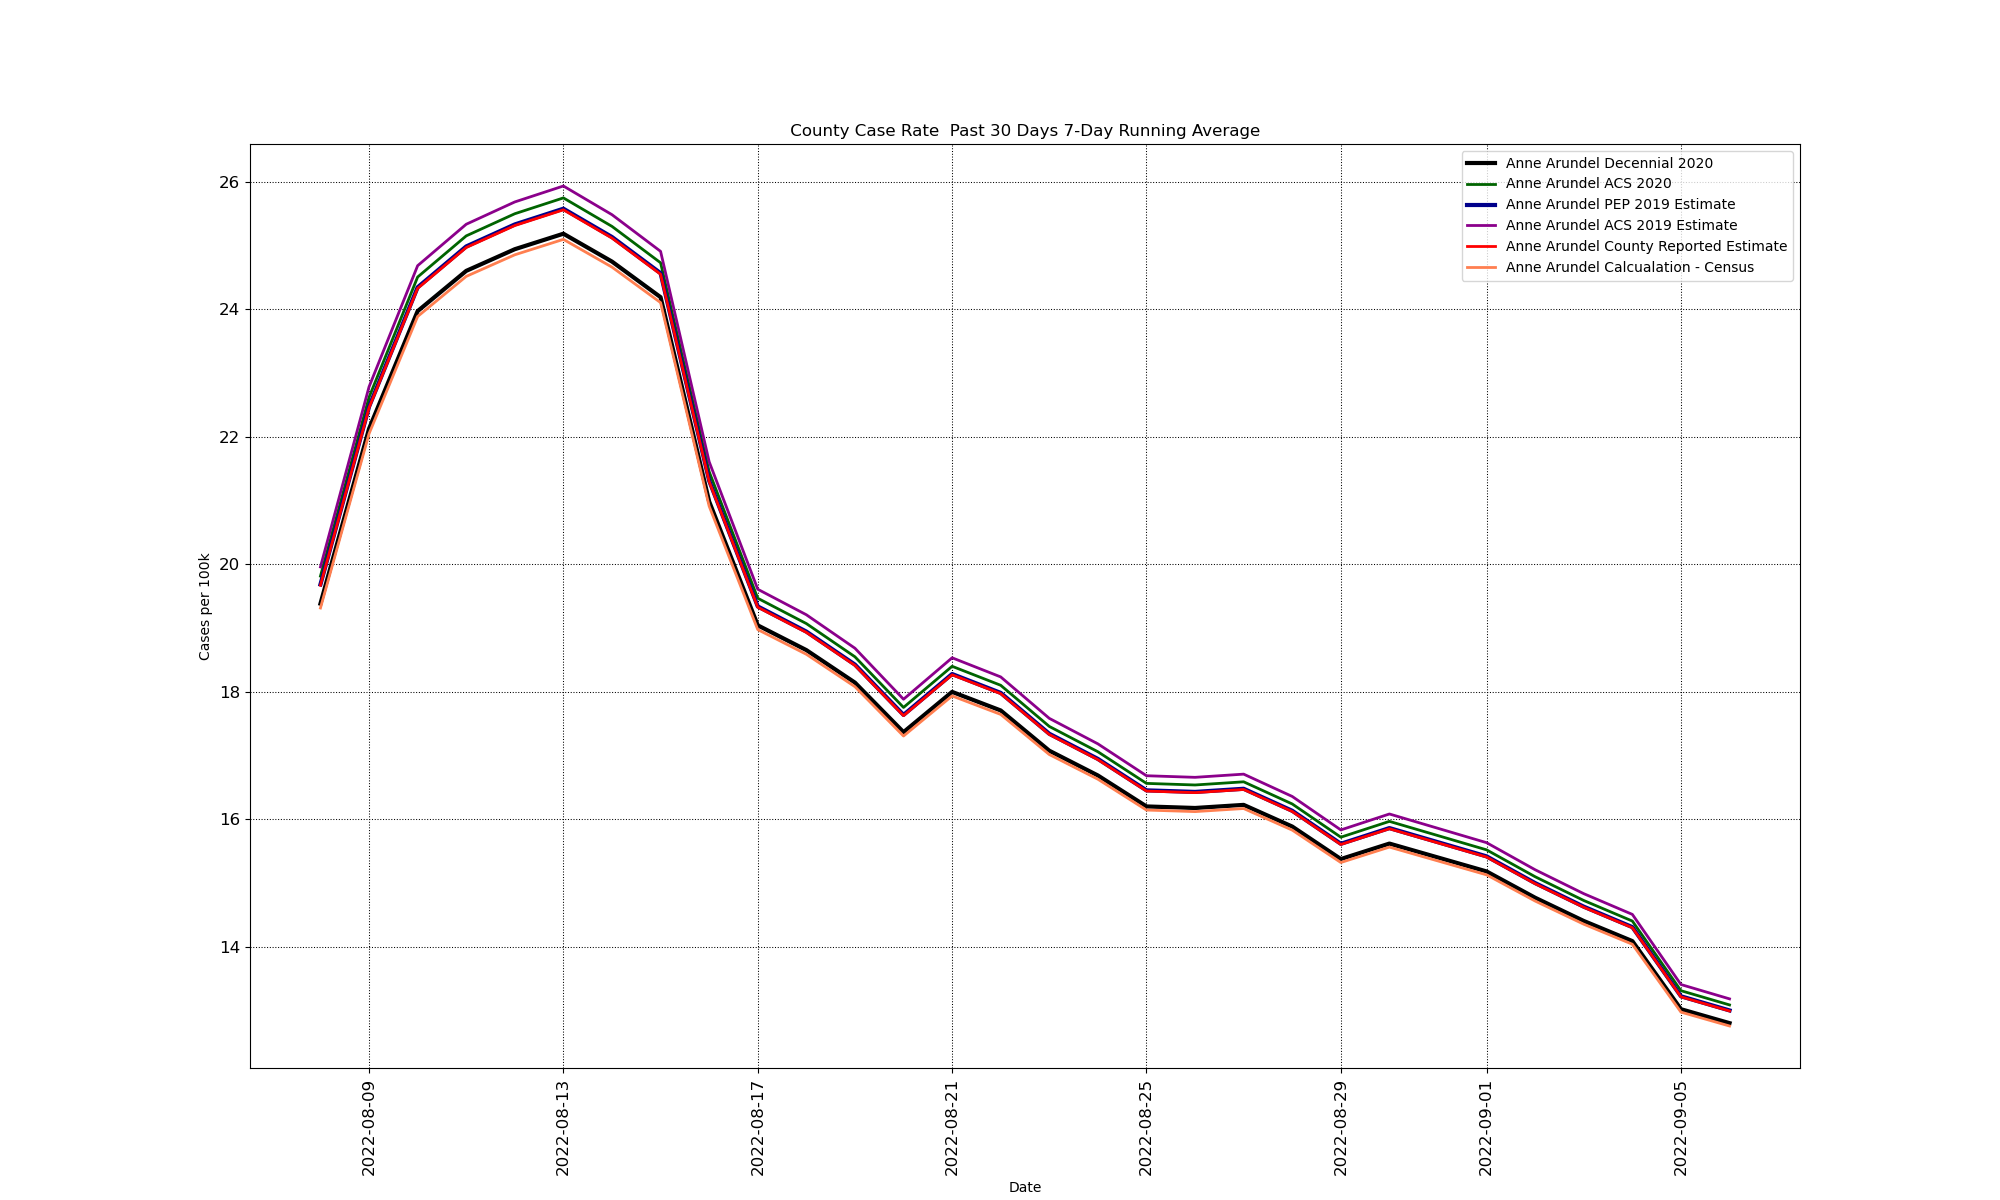 County Case Rate  Past 30 Days 7-Day Running Average
Anne Arundel Decennial 2020
Anne Arundel ACS 2020
Anne Arundel PEP 2019 Estimate
Anne Arundel ACS 2019 Estimate
Anne Arundel County Reported Estimate
Anne Arundel Calcualation - Census
Cases per 100k
26
24
22
20
18
16
14
2022-08-09
2022-08-13
2022-08-17
2022-08-21
2022-08-25
2022-08-29
2022-09-01
2022-09-05
Date